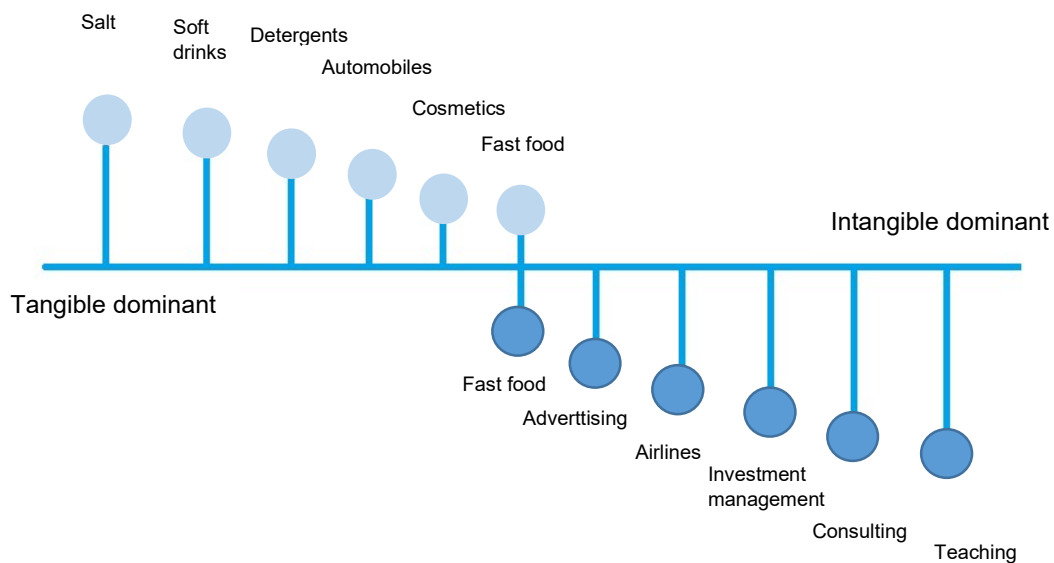 Salt
Soft
drinks
Detergents
Automobiles
Cosmetics
Fast food
Intangible dominant
Tangible dominant
Fast food
Adverttising
Airlines
Investment
management
Consulting
Teaching